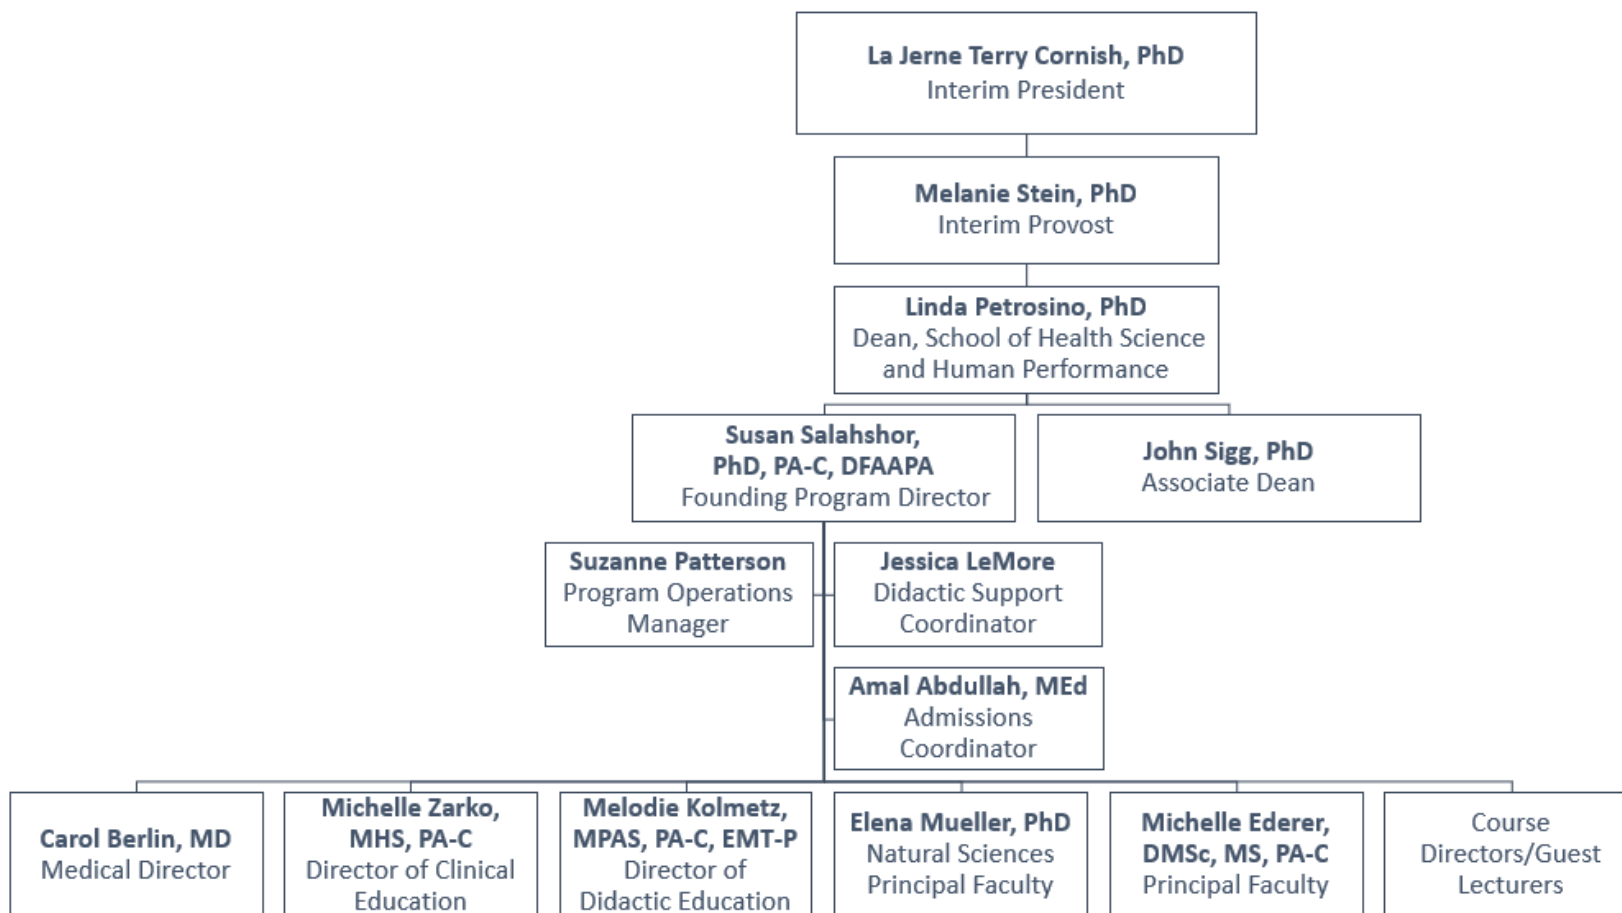 La Jerne Terry Cornish, PhD
Interim President
Melanie Stein, PhD
Interim Provost
Linda Petrosino, PhD
Dean, School of Health Science
and Human Performance
Susan Salahshor,
PhD, PA-C, DFAAPA
Founding Program Director
John Sigg, PhD
Associate Dean
Suzanne Patterson
Program Operations
Manager
Jessica LeMore
Didactic Support
Coordinator
Amal Abdullah, MEd
Admissions
Coordinator
Carol Berlin, MD
Medical Director
Michelle Zarko,
MHS, PA-C
Director of Clinical
Education
Melodie Kolmetz,
MPAS, PA-C, EMT-P
Director of
Didactic Education
Elena Mueller, PhD
Natural Sciences
Principal Faculty
Michelle Ederer,
DMSc, MS, PA-C
Principal Faculty
Course
Directors/Guest
Lecturers